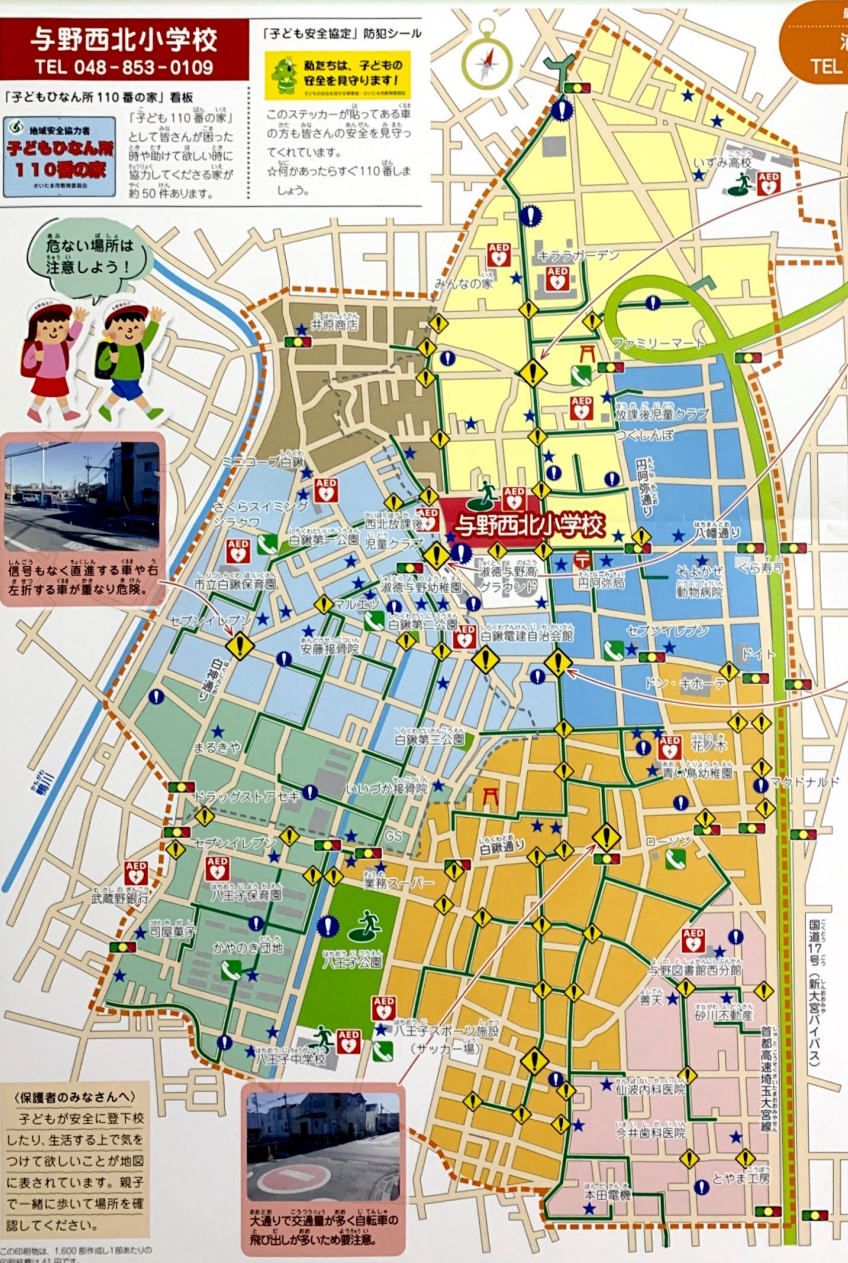 与野西北小学校
TEL 048-853-0109
「子ども安全協定」防犯シール
私たちは、子どもの
安全を見守ります！
このステッカーが貼ってある車
の方も皆さんの安全を見守っ
てくれています。
☆何かあったらすぐ110番しま
しょう。
「子どもひなん所110番の家」看板
地域安全協力者
子どもひなん所
110番の家
さいたま市教育委員会
「子ども110番の家」
として皆さんが困った
時や助けて欲しい時に
協力してくださる家が
約50件あります。
TEL
危ない場所は
注意しよう！
いずみ高校
キララガーデン
みんなの家
井原商店
ファミリーマート
放課後児童クラブ
つくしんぼ
円阿弥通り
ミニコープ白鍬
さくらスイミング
シラクワ
西北放課後
児童クラブ
与野西北小学校
八幡通り
白鍬第一公園
市立白鍬保育園
淑徳与野幼稚園
淑徳与野高
グラウンド
円阿弥局
そよかぜ
動物病院
くら寿司
信号もなく直進する車や右
左折する車が重なり危険。
マルエツ
白鍬第二公園
セブンイレブン
安藤接骨院
白鍬電建自治会館
セブンイレブン
ドイト
ドン・キホーテ
まるきや
白鍬第三公園
花ノ木
青い鳥幼稚園
マクドナルド
鴨川
いいづか接骨院
ドラッグストアセキ
GS
白鍬通り
セブンイレブン
ローソン
業務スーパー
武蔵野銀行
八王子保育園
司屋菓子
かやのき団地
八王子公園
与野図書館西分館
善天
砂川不動産
国道17号（新大宮バイパス）
首都高速埼玉大宮線
八王子スポーツ施設
（サッカー場）
八王子中学校
仙波内科医院
今井歯科医院
とやま工房
本田電機
〈保護者のみなさんへ〉
子どもが安全に登下校
したり、生活する上で気を
つけて欲しいことが地図
に表されています。親子
で一緒に歩いて場所を確
認してください。
大通りで交通量が多く自転車の
飛び出しが多いため要注意。
この印刷物は、1,600部作成し1部あたりの
印刷経費は41円です。